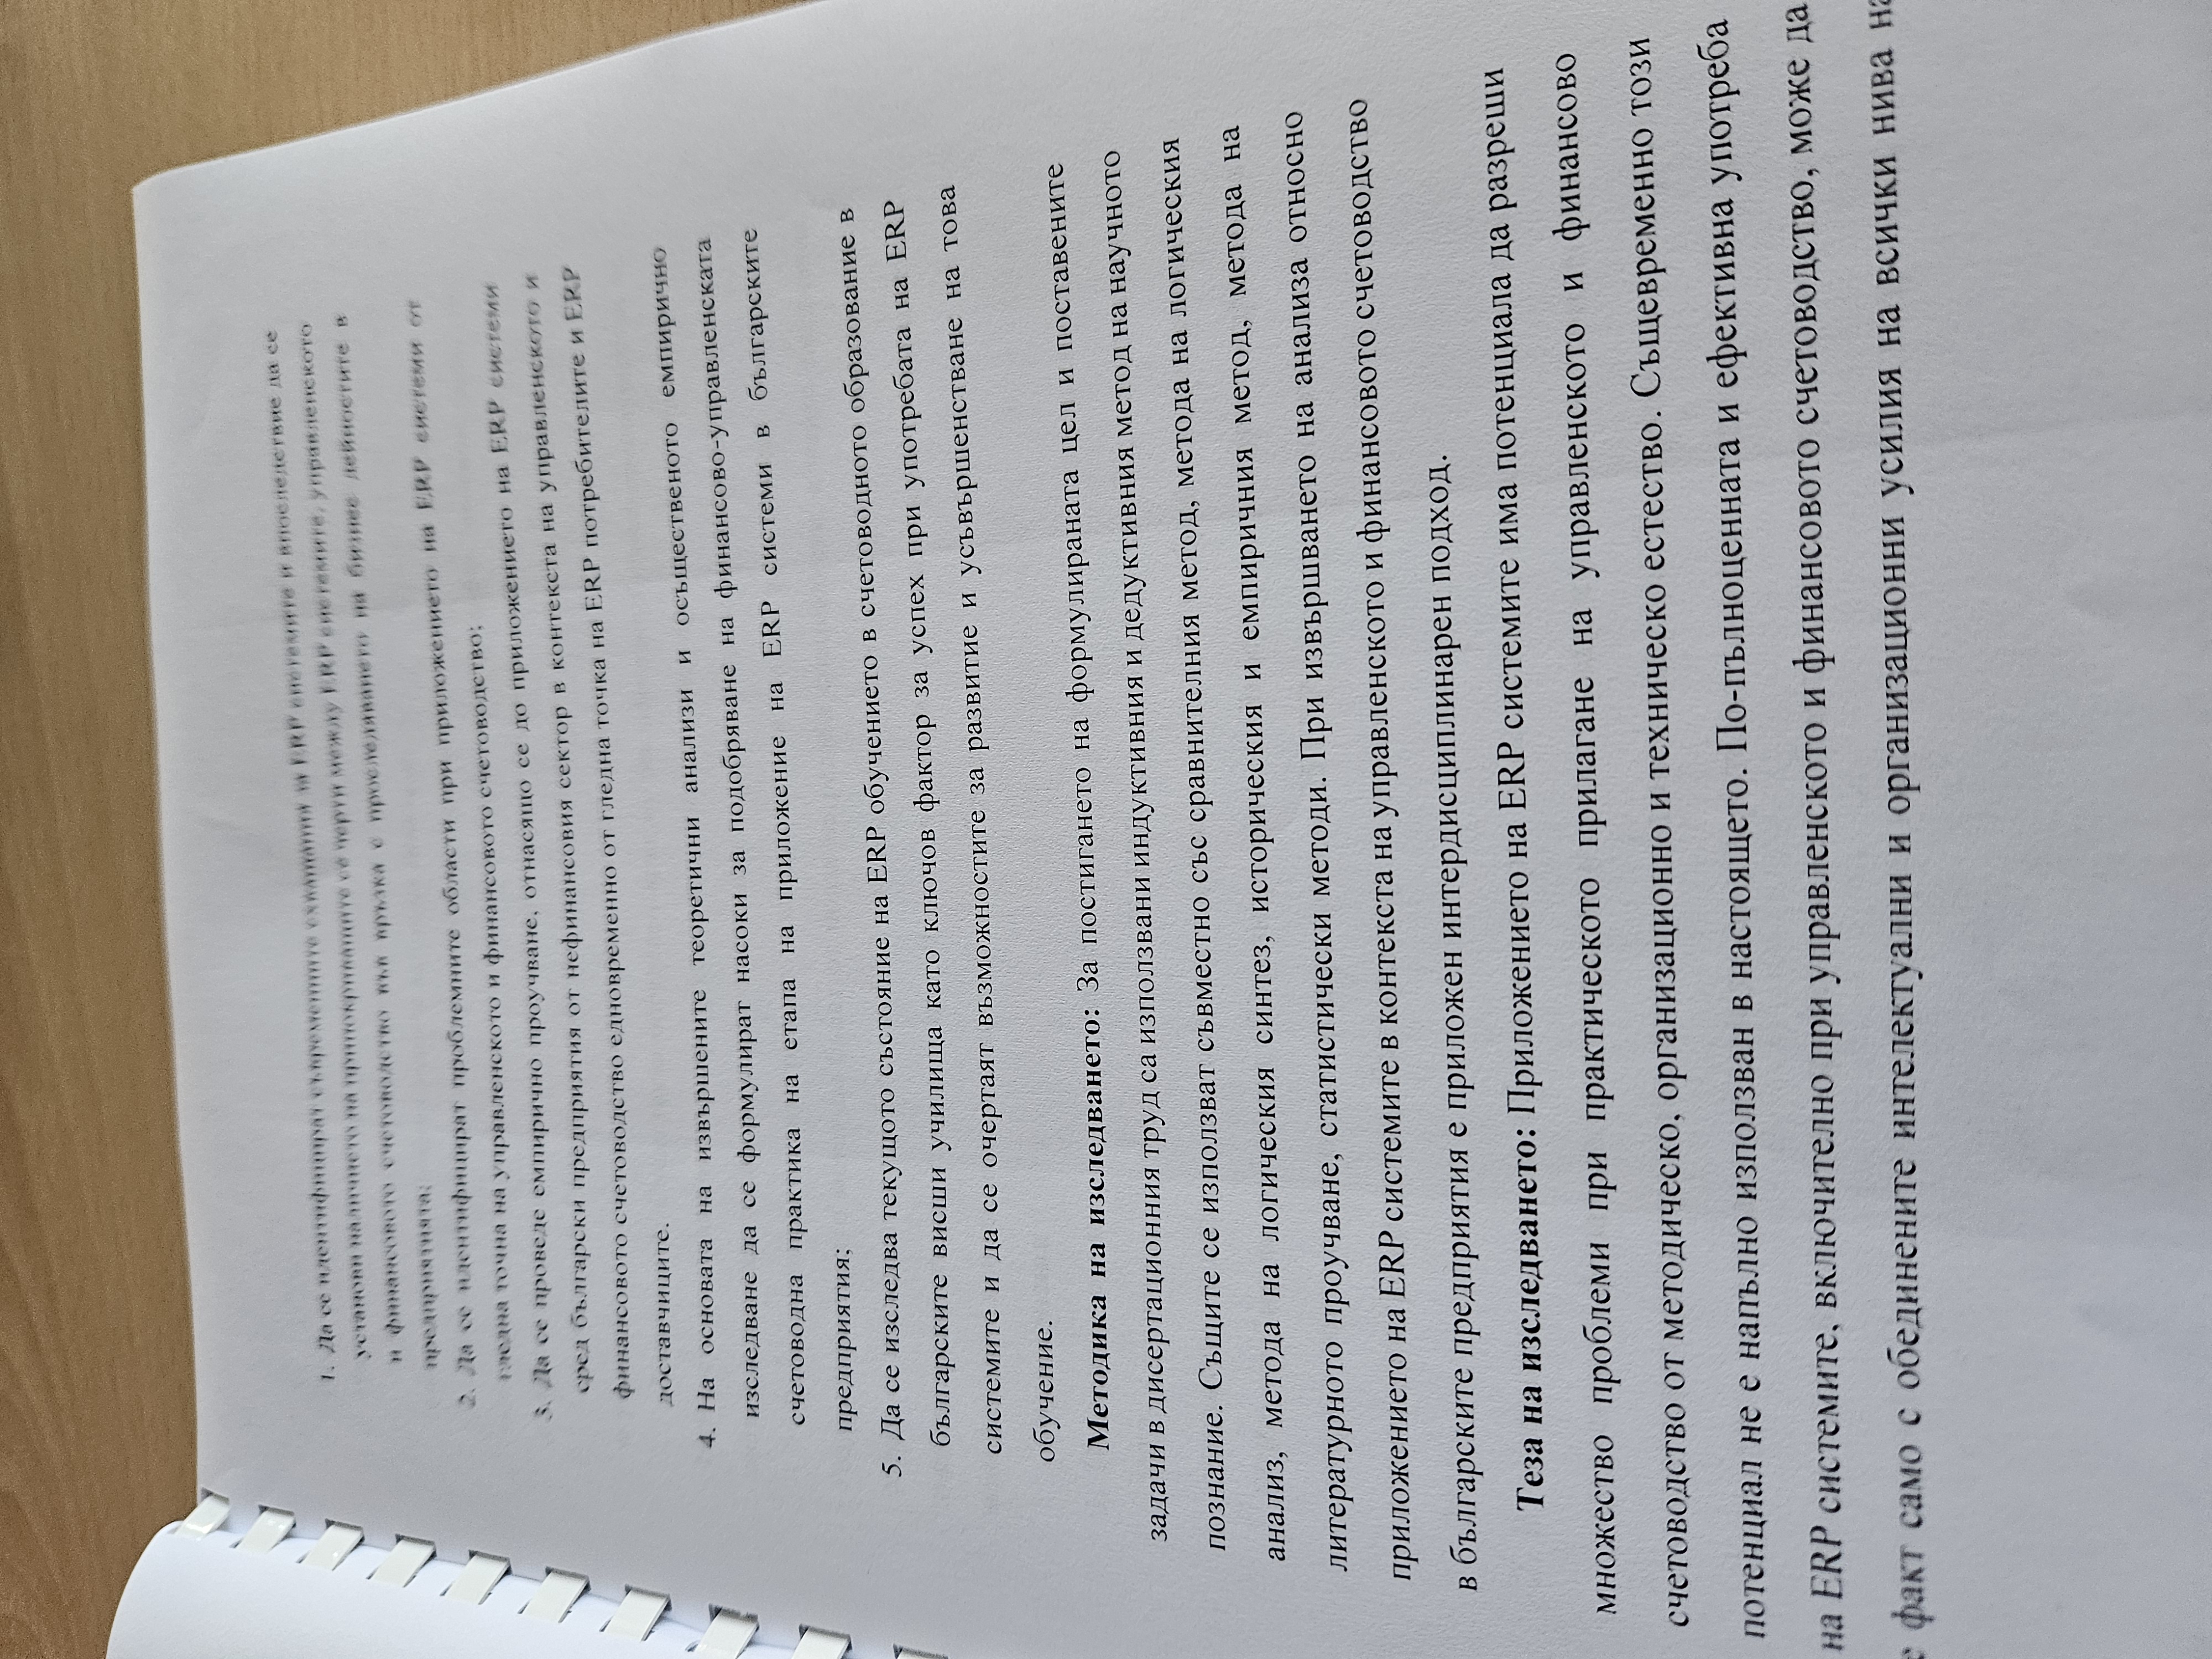 1. Да се идентифицират съвременните схващания за ERP системите и впоследствие да се
установи наличието на припокриващите се черти между ERP системите, управленското
и финансовото счетоводство във връзка с проследяването на бизнес дейностите в
предприятията;
2. Да се идентифицират проблемните области при приложението на ERP системи от
гледна точна на управленското и финансовото счетоводство;
3. Да се проведе емпирично проучване, отнасящо се до приложението на ERP системи
сред български предприятия от нефинансовия сектор в контекста на управленското и
финансовото счетоводство едновременно от гледна точка на ERP потребителите и ERP
доставчиците.
4. На основата на извършените теоретични анализи и осъщественото емпирично
изследване да се формулират насоки за подобряване на финансово-управленската
счетоводна практика на етапа на приложение на ERP системи в българските
предприятия;
5. Да се изследва текущото състояние на ERP обучението в счетоводното образование в
българските висши училища като ключов фактор за успех при употребата на ERP
системите и да се очертаят възможностите за развитие и усъвършенстване на това
обучение.
Методика на изследването: За постигането на формулираната цел и поставените
задачи в дисертационния труд са използвани индуктивния и дедуктивния метод на научното
познание. Същите се използват съвместно със сравнителния метод, метода на логическия
анализ, метода на логическия синтез, историческия и емпиричния метод, метода на
литературното проучване, статистически методи. При извършването на анализа относно
приложението на ERP системите в контекста на управленското и финансовото счетоводство
в българските предприятия е приложен интердисциплинарен подход.
Теза на изследването: Приложението на ERP системите има потенциала да разреши
множество проблеми при практическото прилагане на управленското и финансово
счетоводство от методическо, организационно и техническо естество. Същевременно този
потенциал не е напълно използван в настоящето. По-пълноценната и ефективна употреба
на ERP системите, включително при управленското и финансовото счетоводство, може да
е факт само с обединените интелектуални и организационни усилия на всички нива на